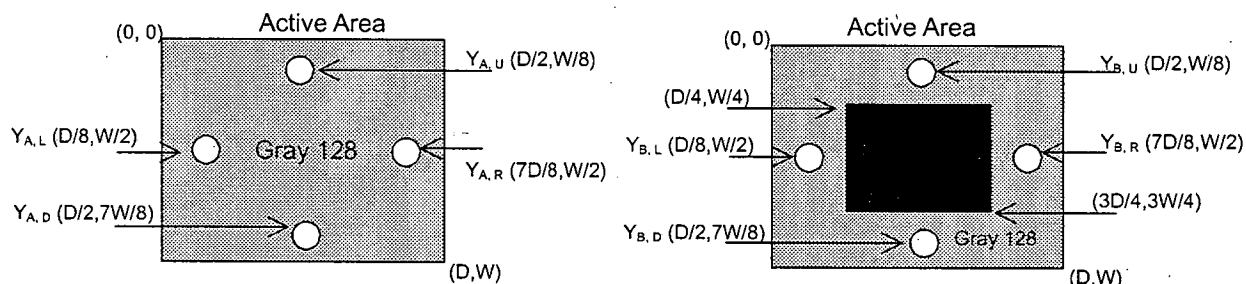 Active Area
(0, 0)
Y_A, U (D/2,W/8)
Y_A, L (D/8,W/2)
Gray 128
Y_A, R (7D/8,W/2)
Y_A, D (D/2,7W/8)
(D,W)
Active Area
(0, 0)
Y_B, U (D/2,W/8)
(D/4,W/4)
Y_B, L (D/8,W/2)
Y_B, R (7D/8,W/2)
(3D/4,3W/4)
Y_B, D (D/2,7W/8)
Gray 128
(D,W)